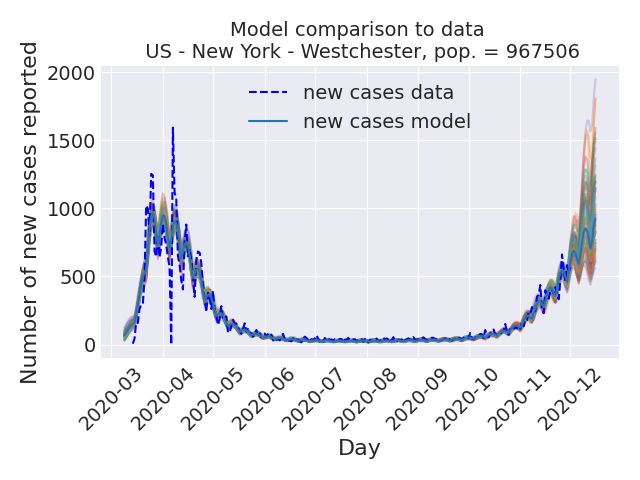 Model comparison to data
US - New York - Westchester, pop. = 967506
Number of new cases reported
2000
1500
1000
500
0
new cases data
new cases model
2020-03
2020-04
2020-05
2020-06
2020-07
2020-08
2020-09
2020-10
2020-11
2020-12
Day